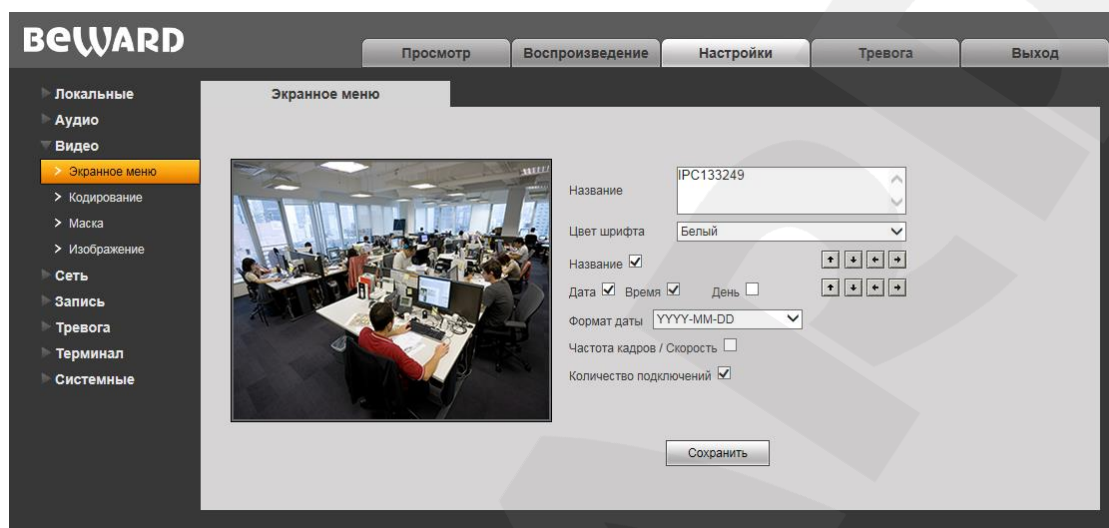 BEWARD
Просмотр
Воспроизведение
Настройки
Тревога
Выход
Локальные
Аудио
Видео
> Экранное меню
> Кодирование
> Маска
> Изображение
Сеть
Запись
Тревога
Терминал
Системные
Экранное меню
Название
IPC133249
Цвет шрифта
Белый
Название
Дата Время День
Формат даты YYYY-MM-DD
Частота кадров / Скорость
Количество подключений
Сохранить